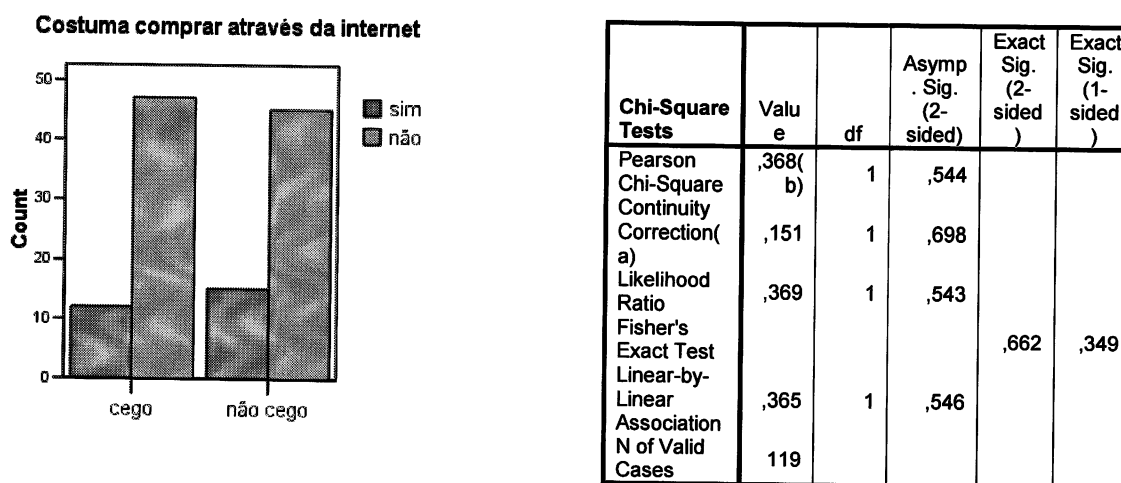 Costuma comprar através da internet
50
40
30
20
10
0
Count
cego
não cego
sim
não
Chi-Square
Tests
Valu
e
df
Asymp
. Sig.
(2-
sided)
Exact
Sig.
(2-
sided
)
Exact
Sig.
(1-
sided
)
Pearson
Chi-Square
,368(
b)
1
,544
Continuity
Correction(
a)
,151
1
,698
Likelihood
Ratio
,369
1
,543
Fisher's
Exact Test
,662
,349
Linear-by-
Linear
Association
,365
1
,546
N of Valid
Cases
119